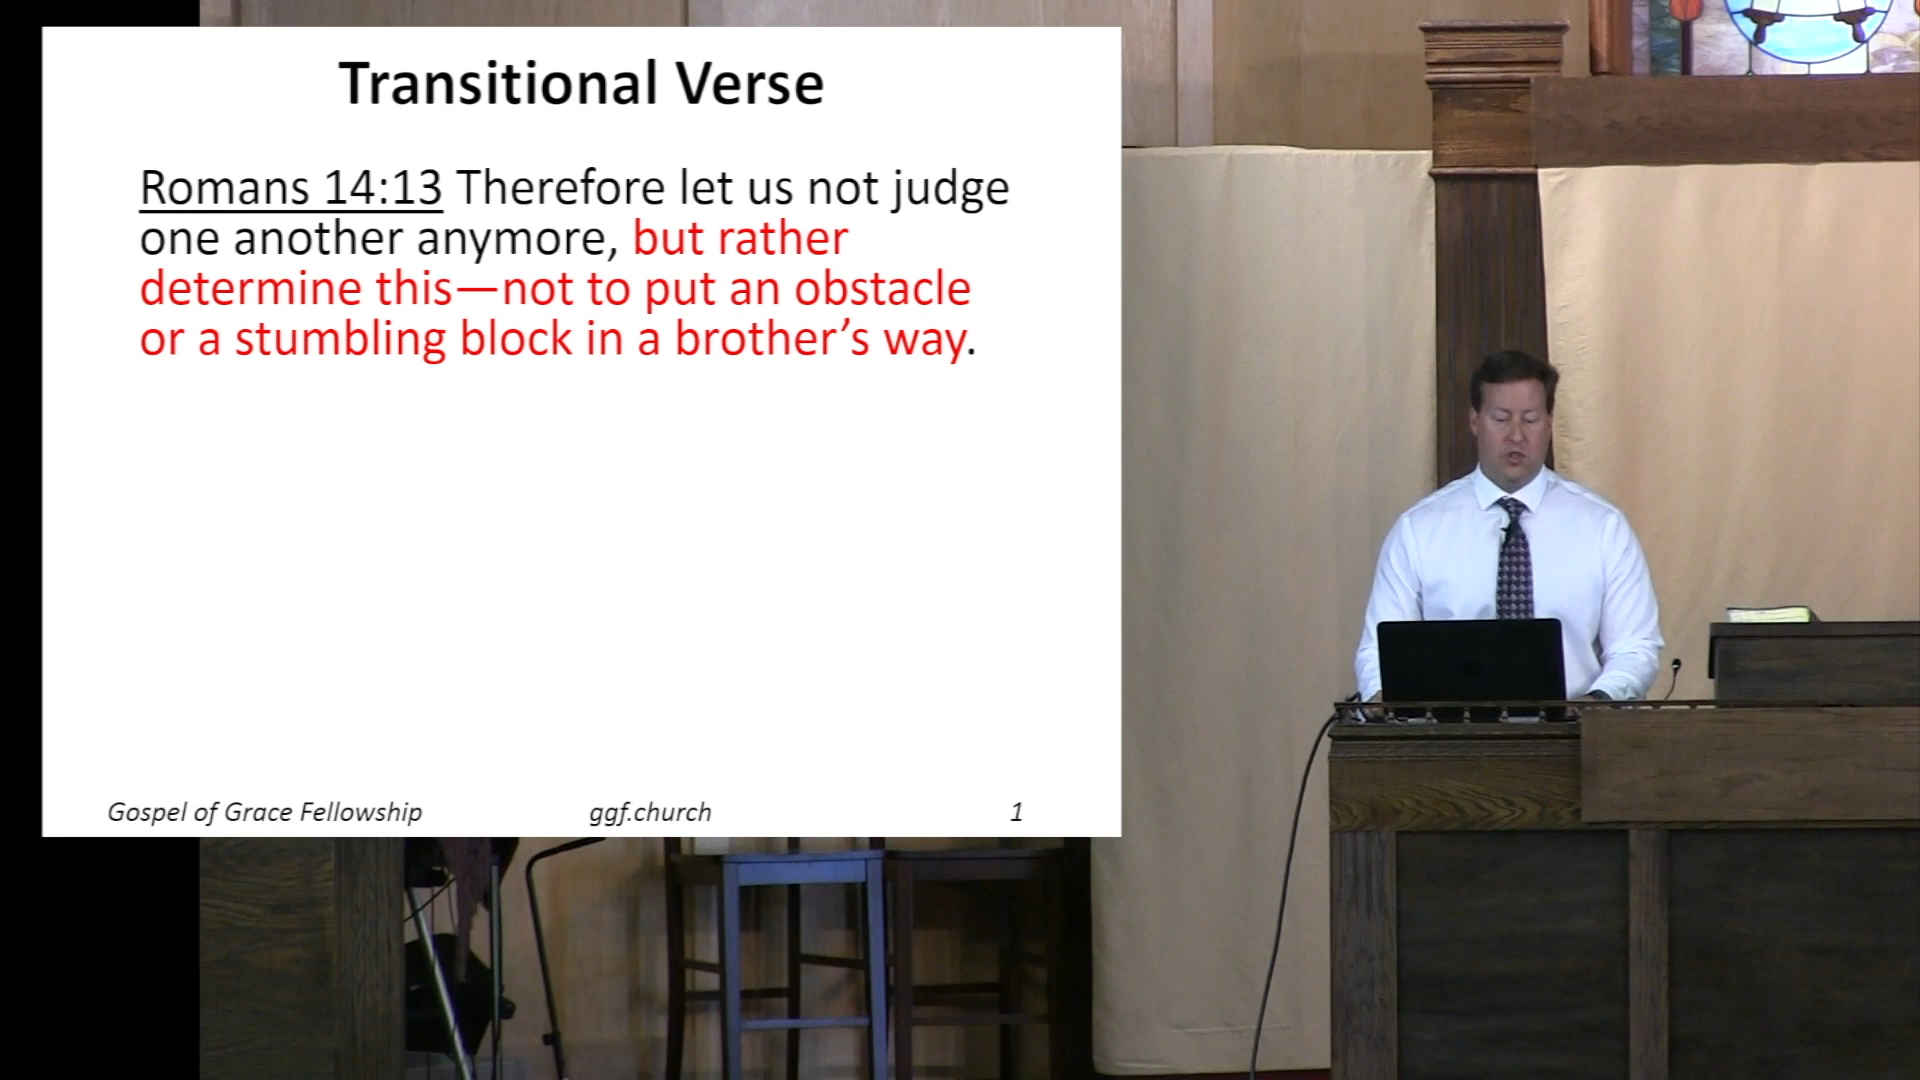 Transitional Verse
Romans 14:13 Therefore let us not judge
one another anymore, but rather
determine this—not to put an obstacle
or a stumbling block in a brother’s way.
Gospel of Grace Fellowship ggf.church 1